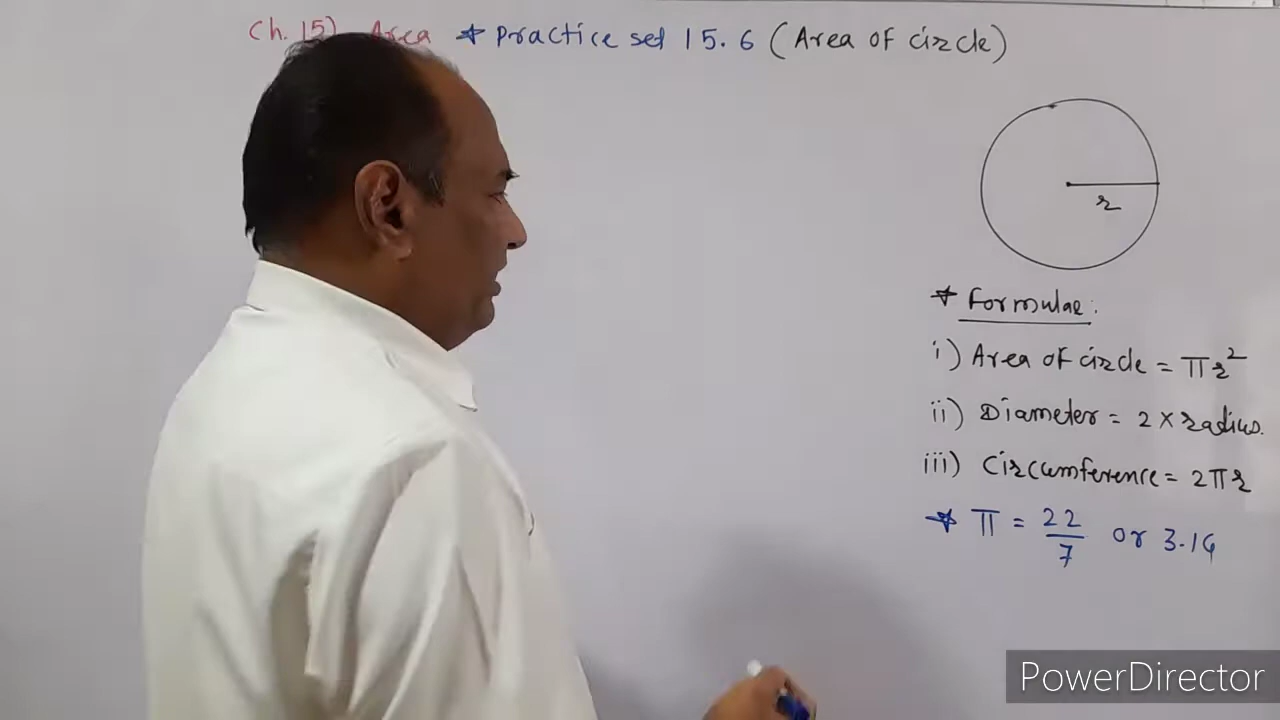 Ch. 15) Area * Practice set 15.6 (Area of circle)
r
* Formulae:
i) Area of circle = πr²
ii) Diameter = 2 × radius.
iii) Circumference = 2πr
* π = 22/7 or 3.14
PowerDirector